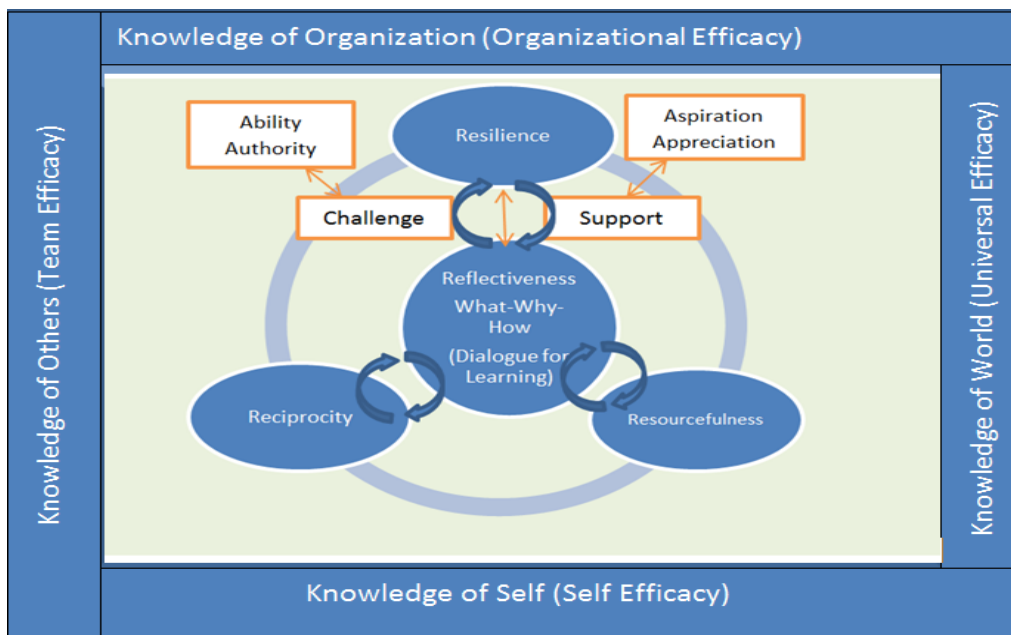 Knowledge of Organization (Organizational Efficacy)
Knowledge of Others (Team Efficacy)
Ability
Authority
Resilience
Aspiration
Appreciation
Challenge
Support
Reflectiveness
What-Why-
How
(Dialogue for
Learning)
Reciprocity
Resourcefulness
Knowledge of World (Universal Efficacy)
Knowledge of Self (Self Efficacy)